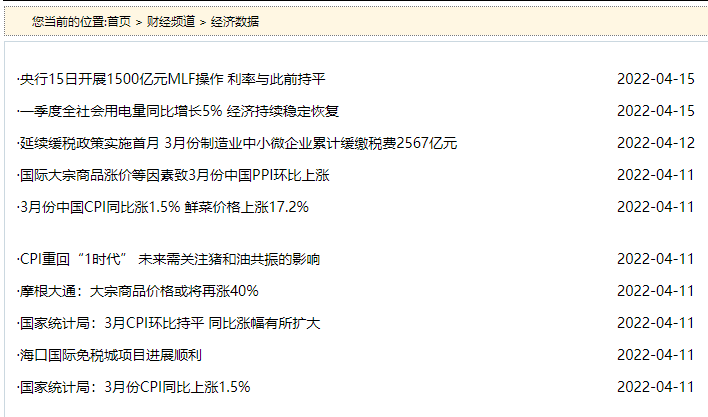 您当前的位置:首页 > 财经频道 > 经济数据
·央行15日开展1500亿元MLF操作 利率与此前持平 2022-04-15
·一季度全社会用电量同比增长5% 经济持续稳定恢复 2022-04-15
·延续缓税政策实施首月 3月份制造业中小微企业累计缓缴税费2567亿元 2022-04-12
·国际大宗商品涨价等因素致3月份中国PPI环比上涨 2022-04-11
·3月份中国CPI同比涨1.5% 鲜菜价格上涨17.2% 2022-04-11
·CPI重回“1时代” 未来需关注猪和油共振的影响 2022-04-11
·摩根大通：大宗商品价格或将再涨40% 2022-04-11
·国家统计局：3月CPI环比持平 同比涨幅有所扩大 2022-04-11
·海口国际免税城项目进展顺利 2022-04-11
·国家统计局：3月份CPI同比上涨1.5% 2022-04-11